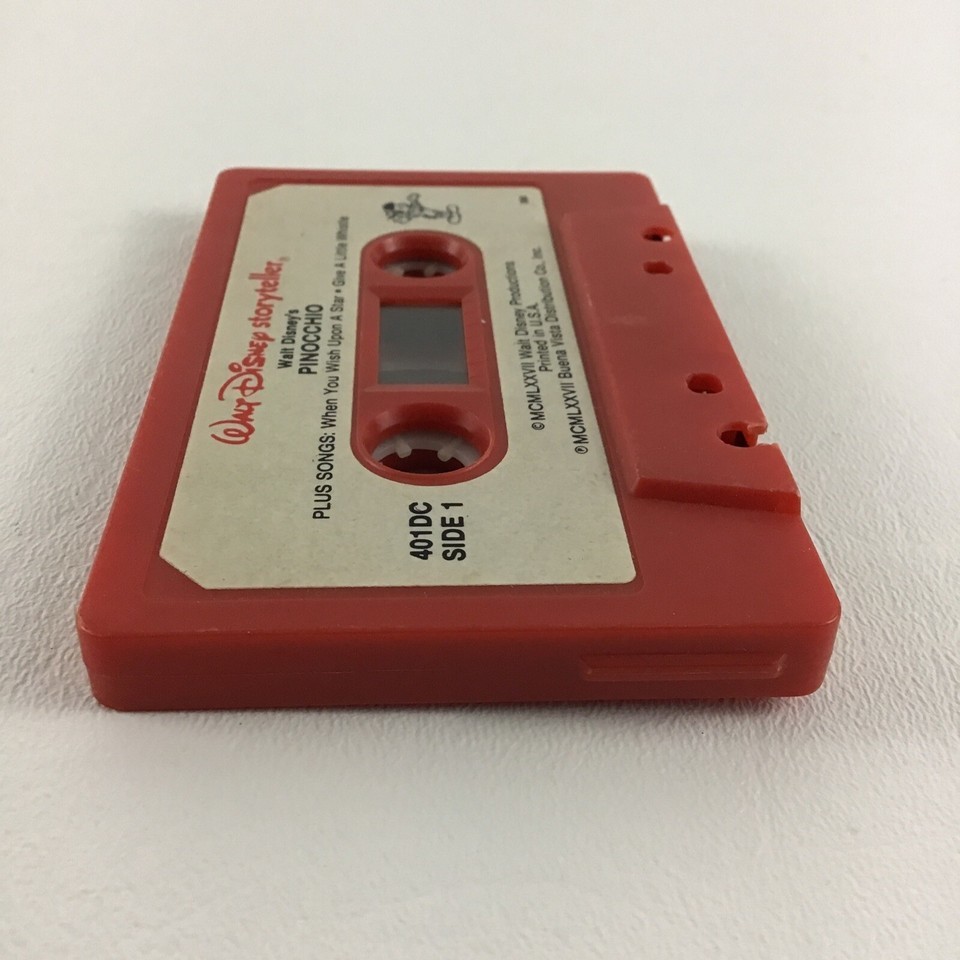 Walt Disney storyteller®
Walt Disney's
PINOCCHIO
PLUS SONGS: When You Wish Upon A Star • Give A Little Whistle
401DC
SIDE 1
©MCMLXXVII Walt Disney Productions
Printed in U.S.A.
℗MCMLXXVII Buena Vista Distribution Co., Inc.